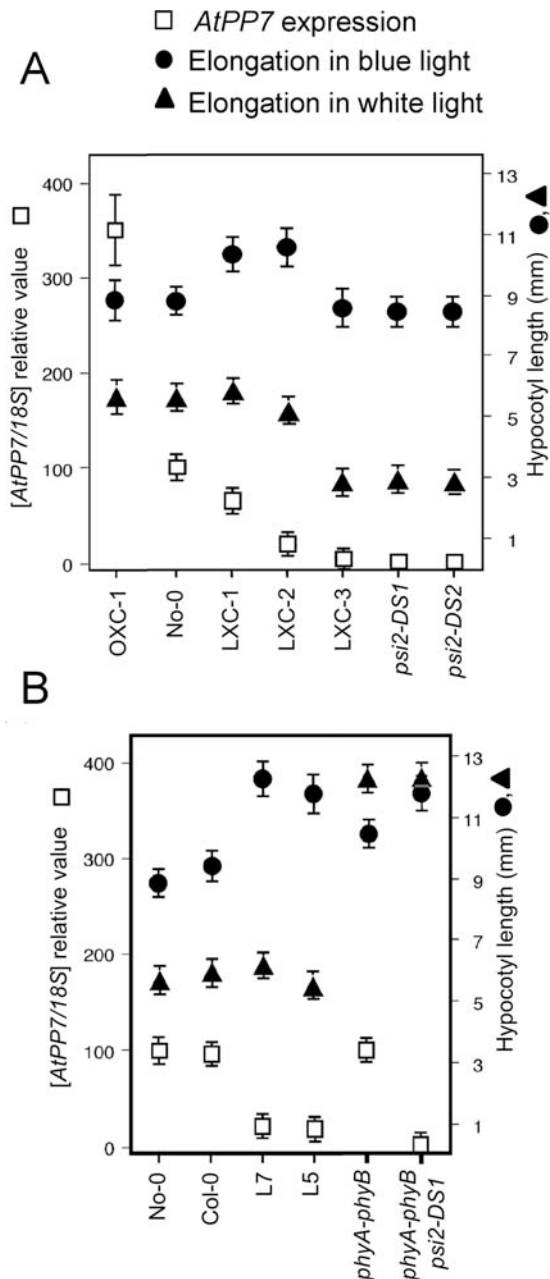 AtPP7 expression
Elongation in blue light
Elongation in white light
A
[AtPP7/18S] relative value
400
300
200
100
0
13
11
9
7
5
3
1
Hypocotyl length (mm)
,
OXC-1
No-0
LXC-1
LXC-2
LXC-3
psi2-DS1
psi2-DS2
B
[AtPP7/18S] relative value
400
300
200
100
0
13
11
9
7
5
3
1
Hypocotyl length (mm)
,
No-0
Col-0
L7
L5
phyA-phyB
phyA-phyB
psi2-DS1